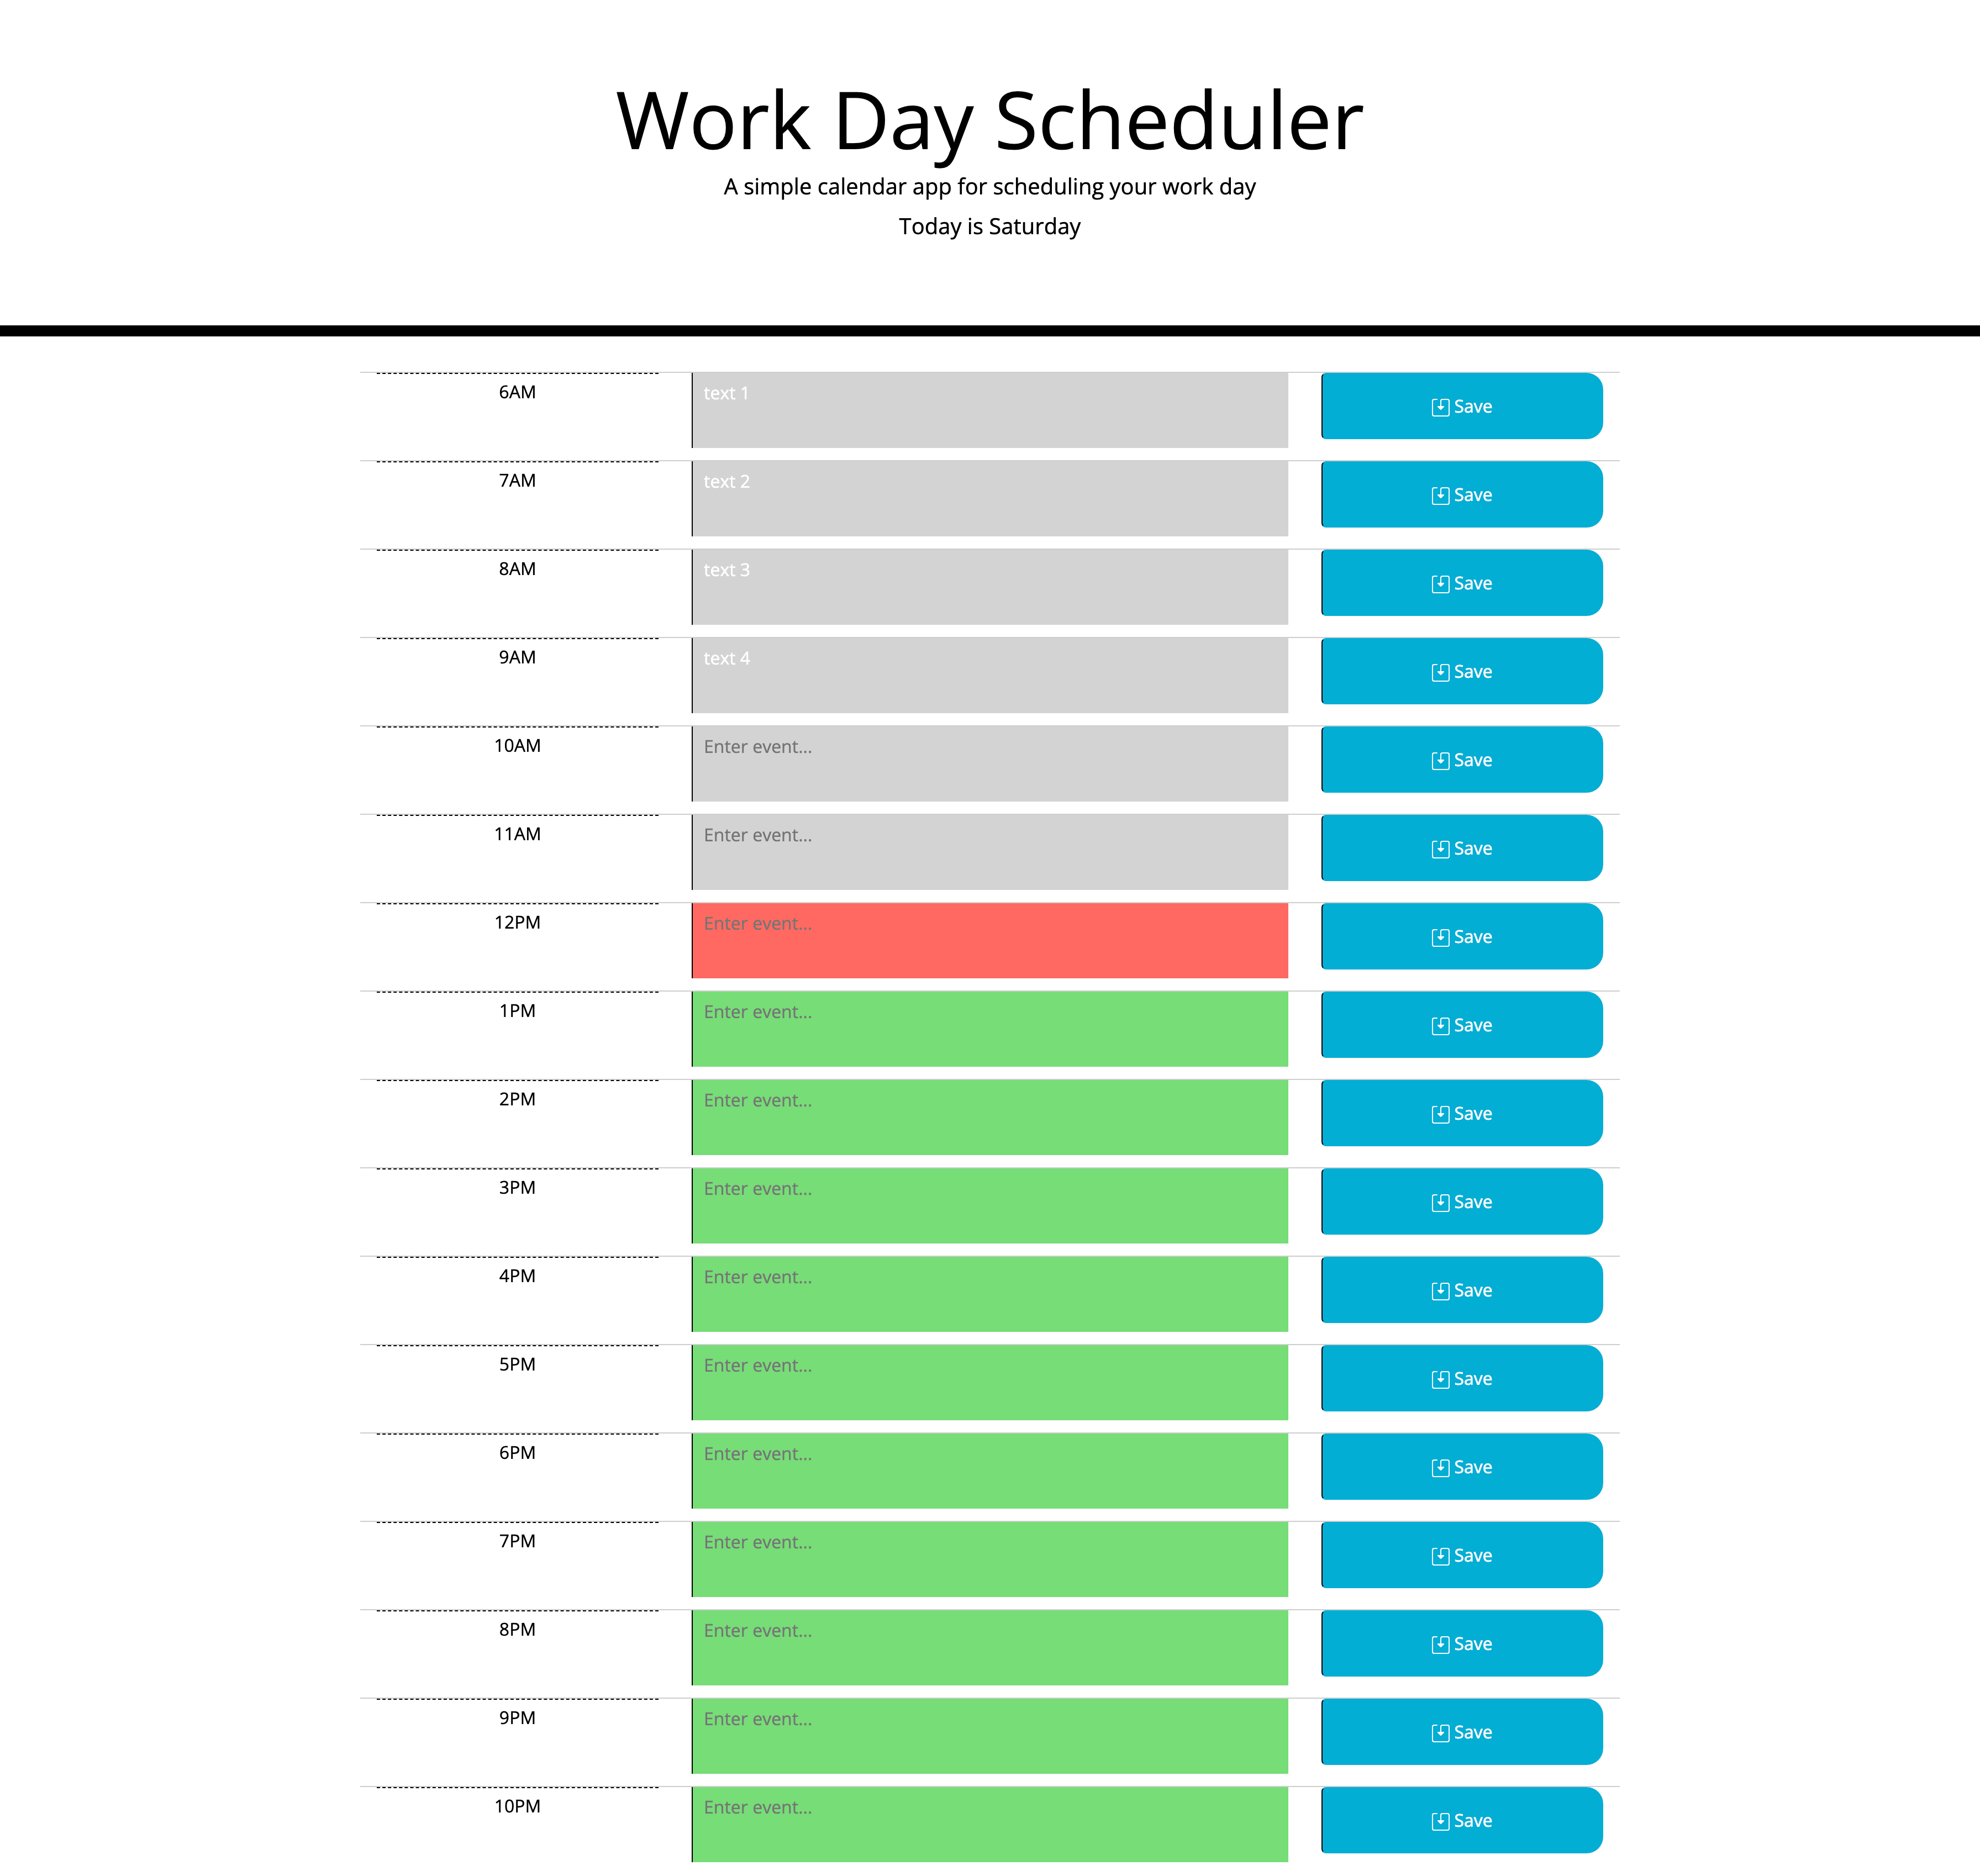 Work Day Scheduler
A simple calendar app for scheduling your work day
Today is Saturday
6AM text 1 Save
7AM text 2 Save
8AM text 3 Save
9AM text 4 Save
10AM Enter event... Save
11AM Enter event... Save
12PM Enter event... Save
1PM Enter event... Save
2PM Enter event... Save
3PM Enter event... Save
4PM Enter event... Save
5PM Enter event... Save
6PM Enter event... Save
7PM Enter event... Save
8PM Enter event... Save
9PM Enter event... Save
10PM Enter event... Save